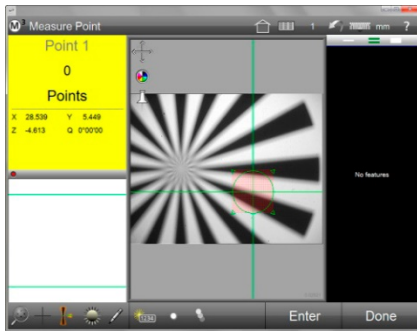 M3 Measure Point
1 mm ?
Point 1
0
Points
X 28.539 Y 5.449
Z -4.613 Q 0°00'00
No features
Enter Done